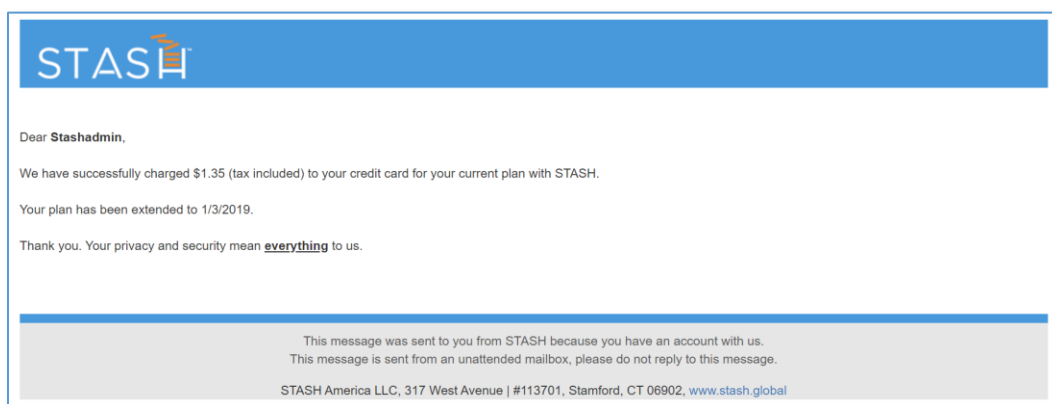 STASH™
Dear Stashadmin,
We have successfully charged $1.35 (tax included) to your credit card for your current plan with STASH.
Your plan has been extended to 1/3/2019.
Thank you. Your privacy and security mean everything to us.
This message was sent to you from STASH because you have an account with us.
This message is sent from an unattended mailbox, please do not reply to this message.
STASH America LLC, 317 West Avenue | #113701, Stamford, CT 06902, www.stash.global